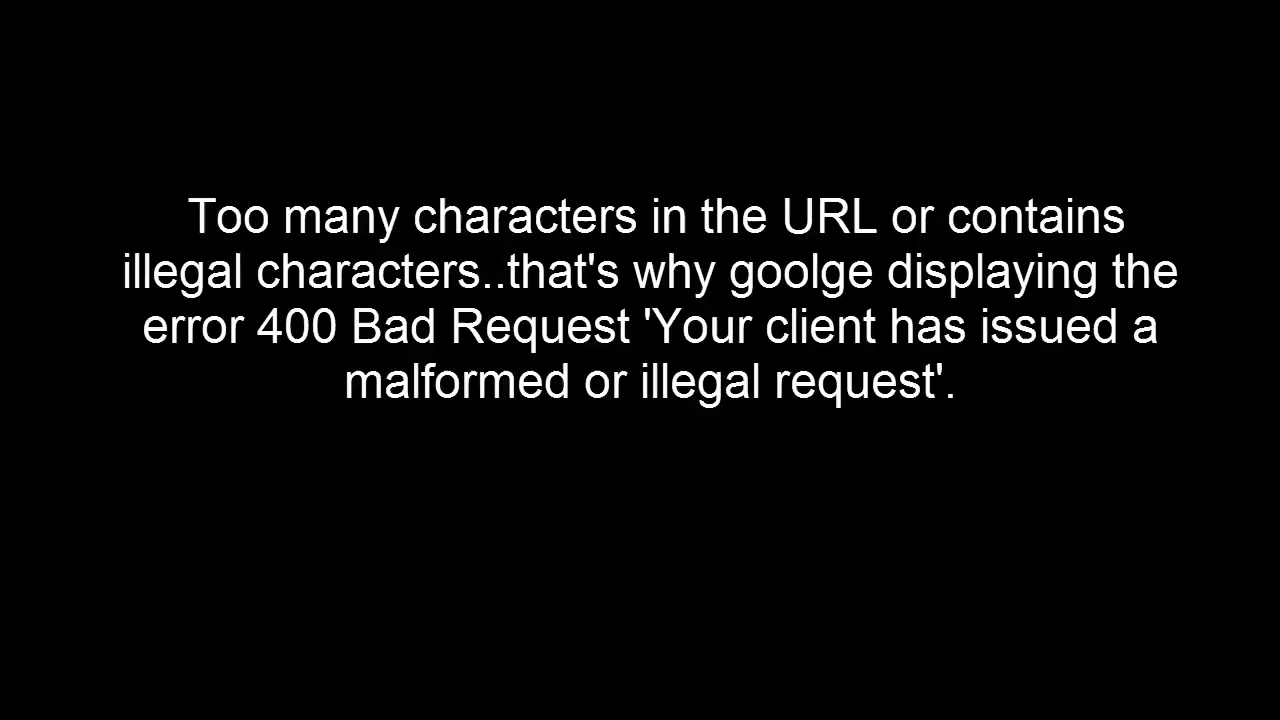 Too many characters in the URL or contains
illegal characters..that's why goolge displaying the
error 400 Bad Request 'Your client has issued a
malformed or illegal request'.